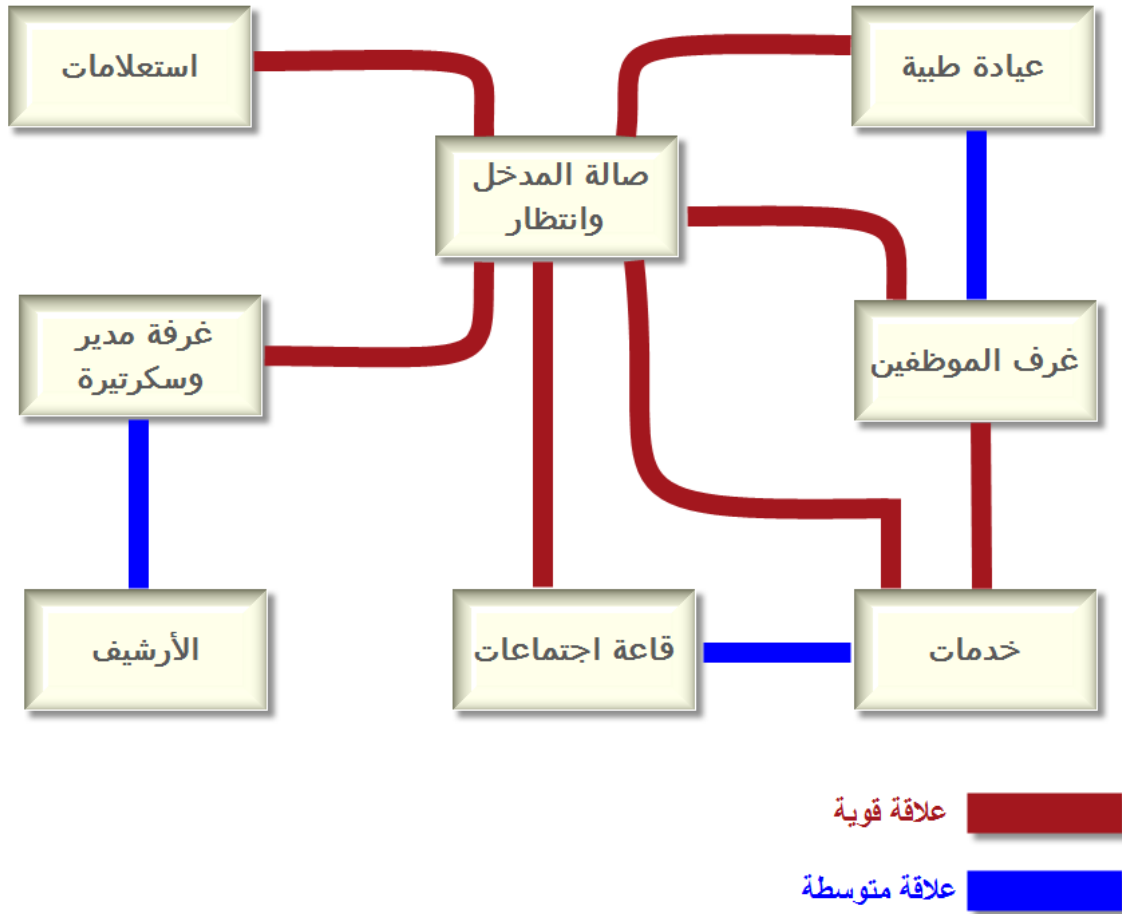 استعلامات
عيادة طبية
صالة المدخل
وانتظار
غرفة مدير
وسكرتيرة
غرف الموظفين
الأرشيف
قاعة اجتماعات
خدمات
علاقة قوية
علاقة متوسطة